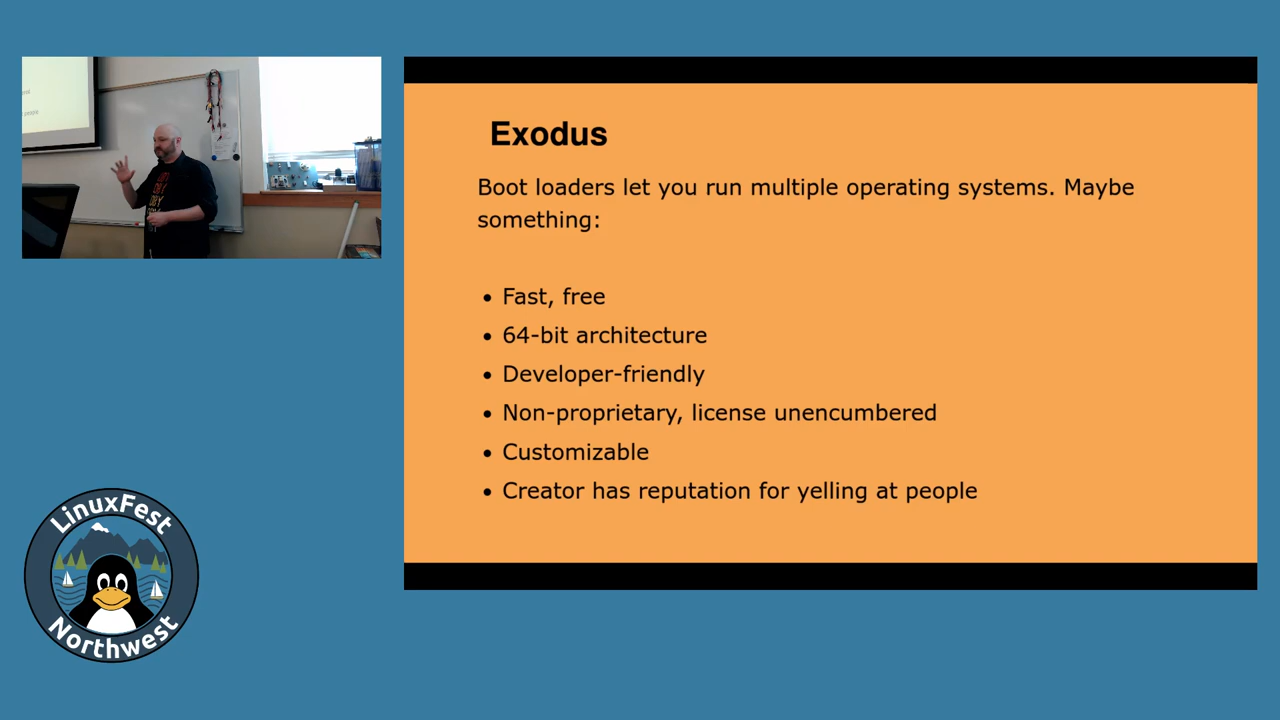 Exodus
Boot loaders let you run multiple operating systems. Maybe
something:
• Fast, free
• 64-bit architecture
• Developer-friendly
• Non-proprietary, license unencumbered
• Customizable
• Creator has reputation for yelling at people
LinuxFest
Northwest